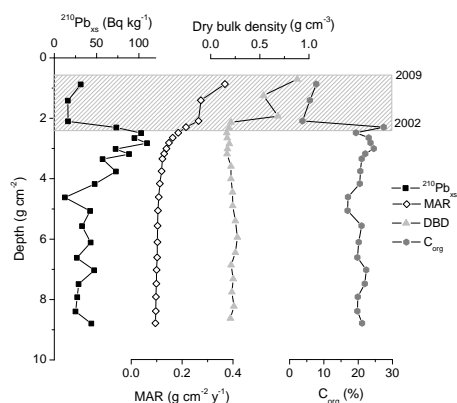 ²¹⁰Pbₓₛ (Bq kg⁻¹)
0 50 100
Dry bulk density (g cm⁻³)
0.0 0.5 1.0
Depth (g cm⁻²)
0
2
4
6
8
10
2009
2002
²¹⁰Pbₓₛ
MAR
DBD
C_org
0.0 0.2 0.4
MAR (g cm⁻² y⁻¹)
0 10 20 30
C_org (%)